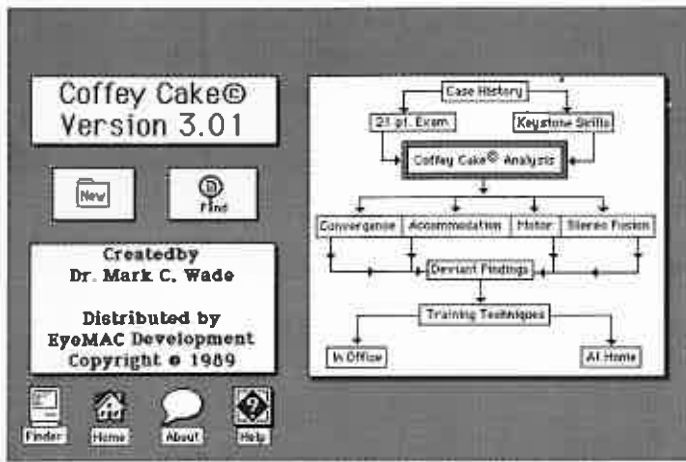 Coffey Cake©
Version 3.01
New
Find
Createdby
Dr. Mark C. Wade
Distributed by
EyeMAC Development
Copyright © 1989
Finder
Home
About
Help
Case History
21 pt. Exam
Keystone Skills
Coffey Cake© Analysis
Convergence
Accommodation
Motor
Stereo Fusion
Deviant Findings
Training Techniques
In Office
At Home